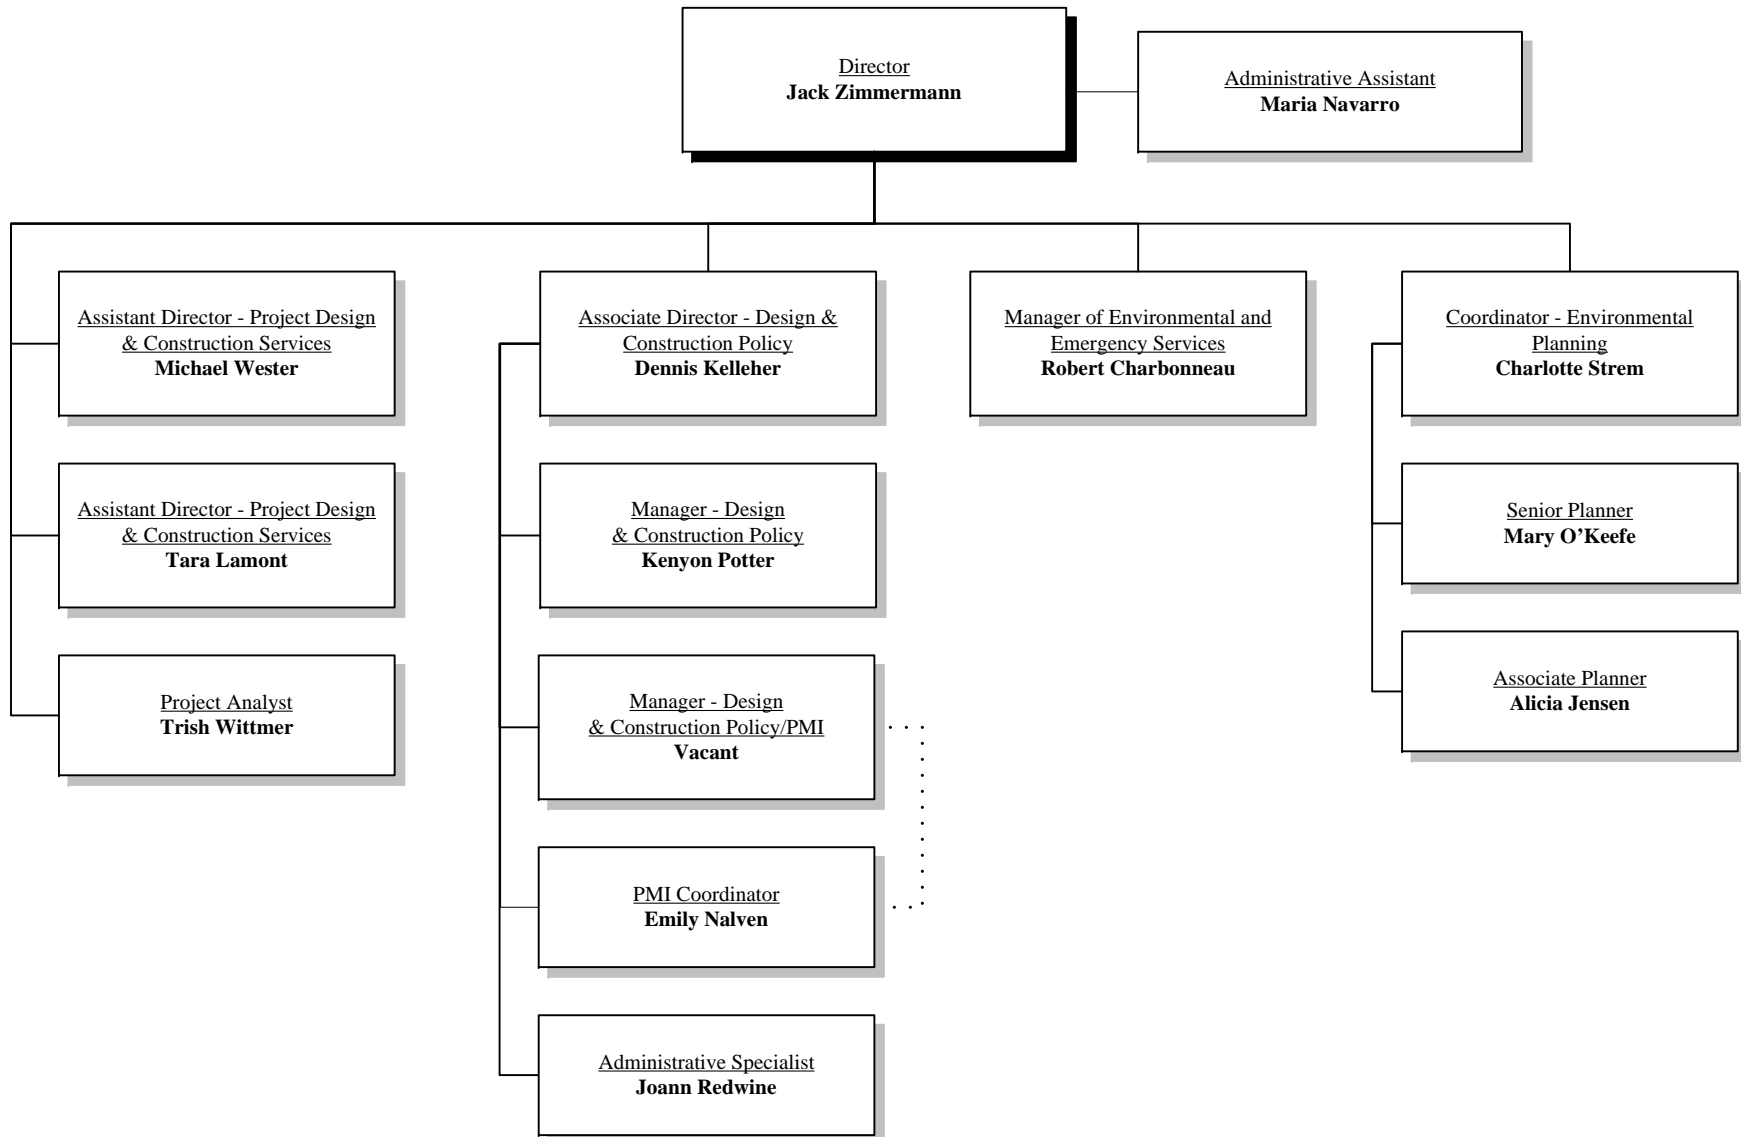 Director
Jack Zimmermann
Administrative Assistant
Maria Navarro
Assistant Director - Project Design
& Construction Services
Michael Wester
Associate Director - Design &
Construction Policy
Dennis Kelleher
Manager of Environmental and
Emergency Services
Robert Charbonneau
Coordinator - Environmental
Planning
Charlotte Strem
Assistant Director - Project Design
& Construction Services
Tara Lamont
Manager - Design
& Construction Policy
Kenyon Potter
Senior Planner
Mary O’Keefe
Project Analyst
Trish Wittmer
Manager - Design
& Construction Policy/PMI
Vacant
Associate Planner
Alicia Jensen
PMI Coordinator
Emily Nalven
Administrative Specialist
Joann Redwine